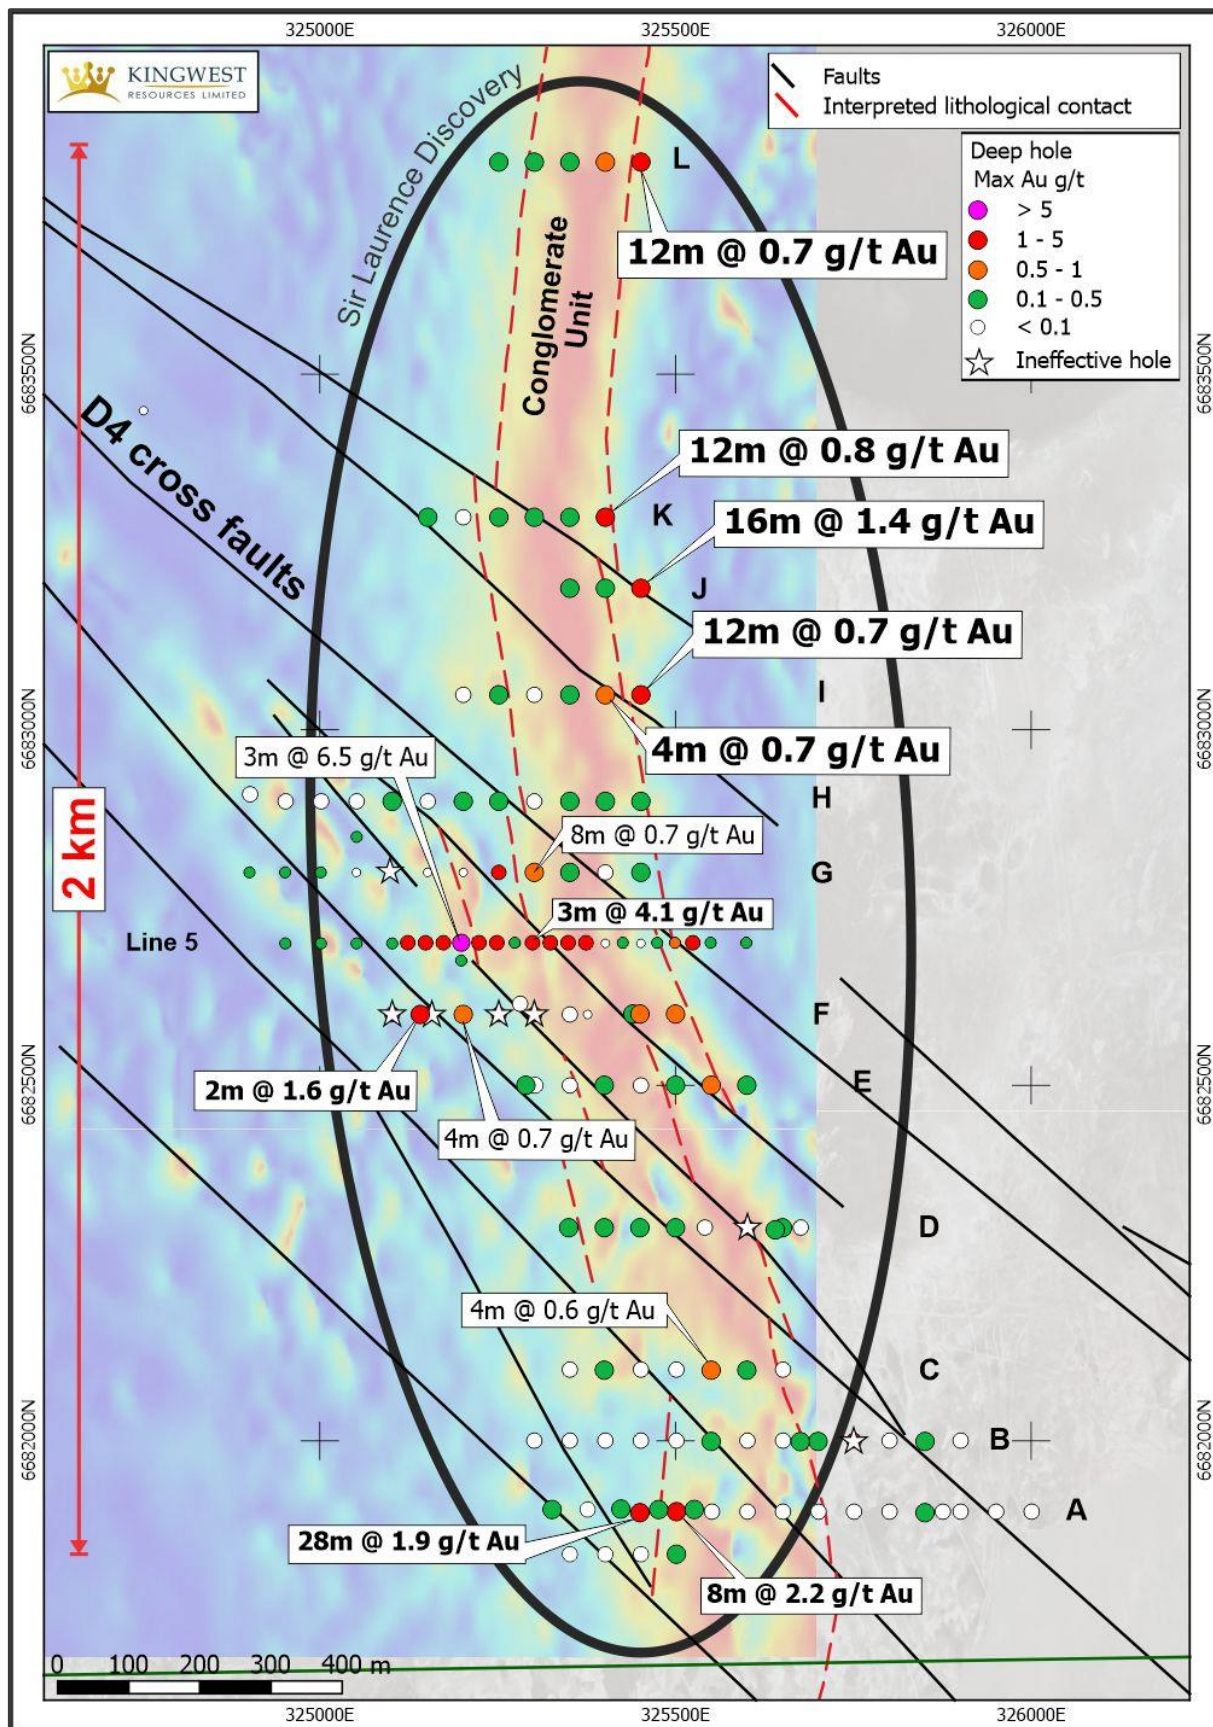 325000E
325500E
326000E
KINGWEST
RESOURCES LIMITED
Faults
Interpreted lithological contact
Deep hole
Max Au g/t
> 5
1 - 5
0.5 - 1
0.1 - 0.5
< 0.1
Ineffective hole
Sir Laurence Discovery
L
12m @ 0.7 g/t Au
Conglomerate
Unit
6683500N
6683500N
D4 cross faults
12m @ 0.8 g/t Au
K
16m @ 1.4 g/t Au
J
12m @ 0.7 g/t Au
I
6683000N
6683000N
4m @ 0.7 g/t Au
3m @ 6.5 g/t Au
H
2 km
8m @ 0.7 g/t Au
G
3m @ 4.1 g/t Au
Line 5
F
2m @ 1.6 g/t Au
E
6682500N
6682500N
4m @ 0.7 g/t Au
D
4m @ 0.6 g/t Au
C
6682000N
6682000N
B
A
28m @ 1.9 g/t Au
8m @ 2.2 g/t Au
0 100 200 300 400 m
325000E
325500E
326000E